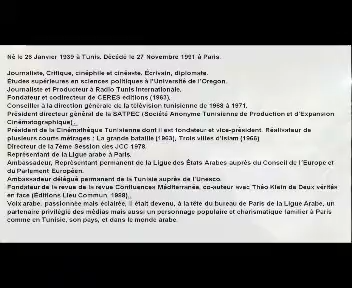 Né le 26 Janvier 1939 à Tunis. Décédé le 27 Novembre 1991 à Paris.
Journaliste, Critique, cinéphile et cinéaste. Ecrivain, diplomate.
Études supérieures en sciences politiques à l'Université de l'Oregon.
Journaliste et Producteur à Radio Tunis Internationale.
Fondateur et codirecteur de CERES éditions (1963).
Conseiller à la direction générale de la télévision tunisienne de 1968 à 1971.
Président directeur général de la SATPEC (Société Anonyme Tunisienne de Production et d'Expansion
Cinématographique)
Président de la Cinémathèque Tunisienne dont il est fondateur et vice-président. Réalisateur de
plusieurs courts métrages : La grande bataille (1963), Trois villes d'Islam (1966)
Directeur de la 7ème Session des JCC 1978.
Représentant de la Ligue arabe à Paris.
Ambassadeur, Représentant permanent de la Ligue des États Arabes auprès du Conseil de l'Europe et
du Parlement Européen.
Ambassadeur délégué permanent de la Tunisie auprès de l'Unesco.
Fondateur de la revue de la revue Confluences Méditerranée, co-auteur avec Théo Klein de Deux vérités
en face (Éditions Lieu Commun, 1988)
Voix arabe, passionnée mais éclairée, il était devenu, à la tête du bureau de Paris de la Ligue Arabe, un
partenaire privilégié des médias mais aussi un personnage populaire et charismatique familier à Paris
comme en Tunisie, son pays, et dans le monde arabe.